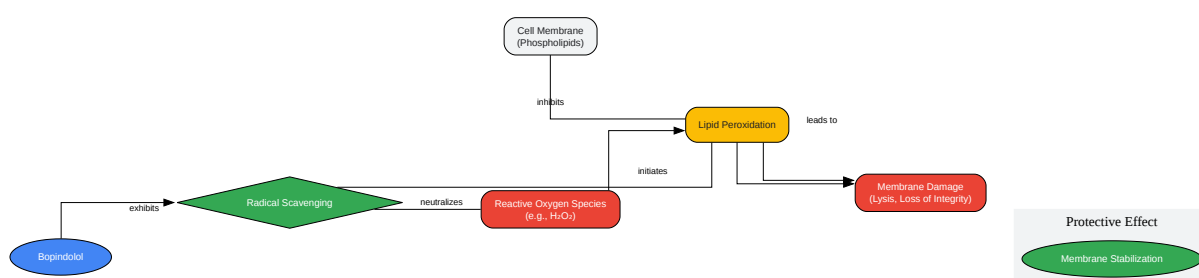 Cell Membrane
(Phospholipids)
inhibits
Lipid Peroxidation
leads to
initiates
Membrane Damage
(Lysis, Loss of Integrity)
Radical Scavenging
neutralizes
Reactive Oxygen Species
(e.g., H₂O₂)
exhibits
Bopindolol
Protective Effect
Membrane Stabilization